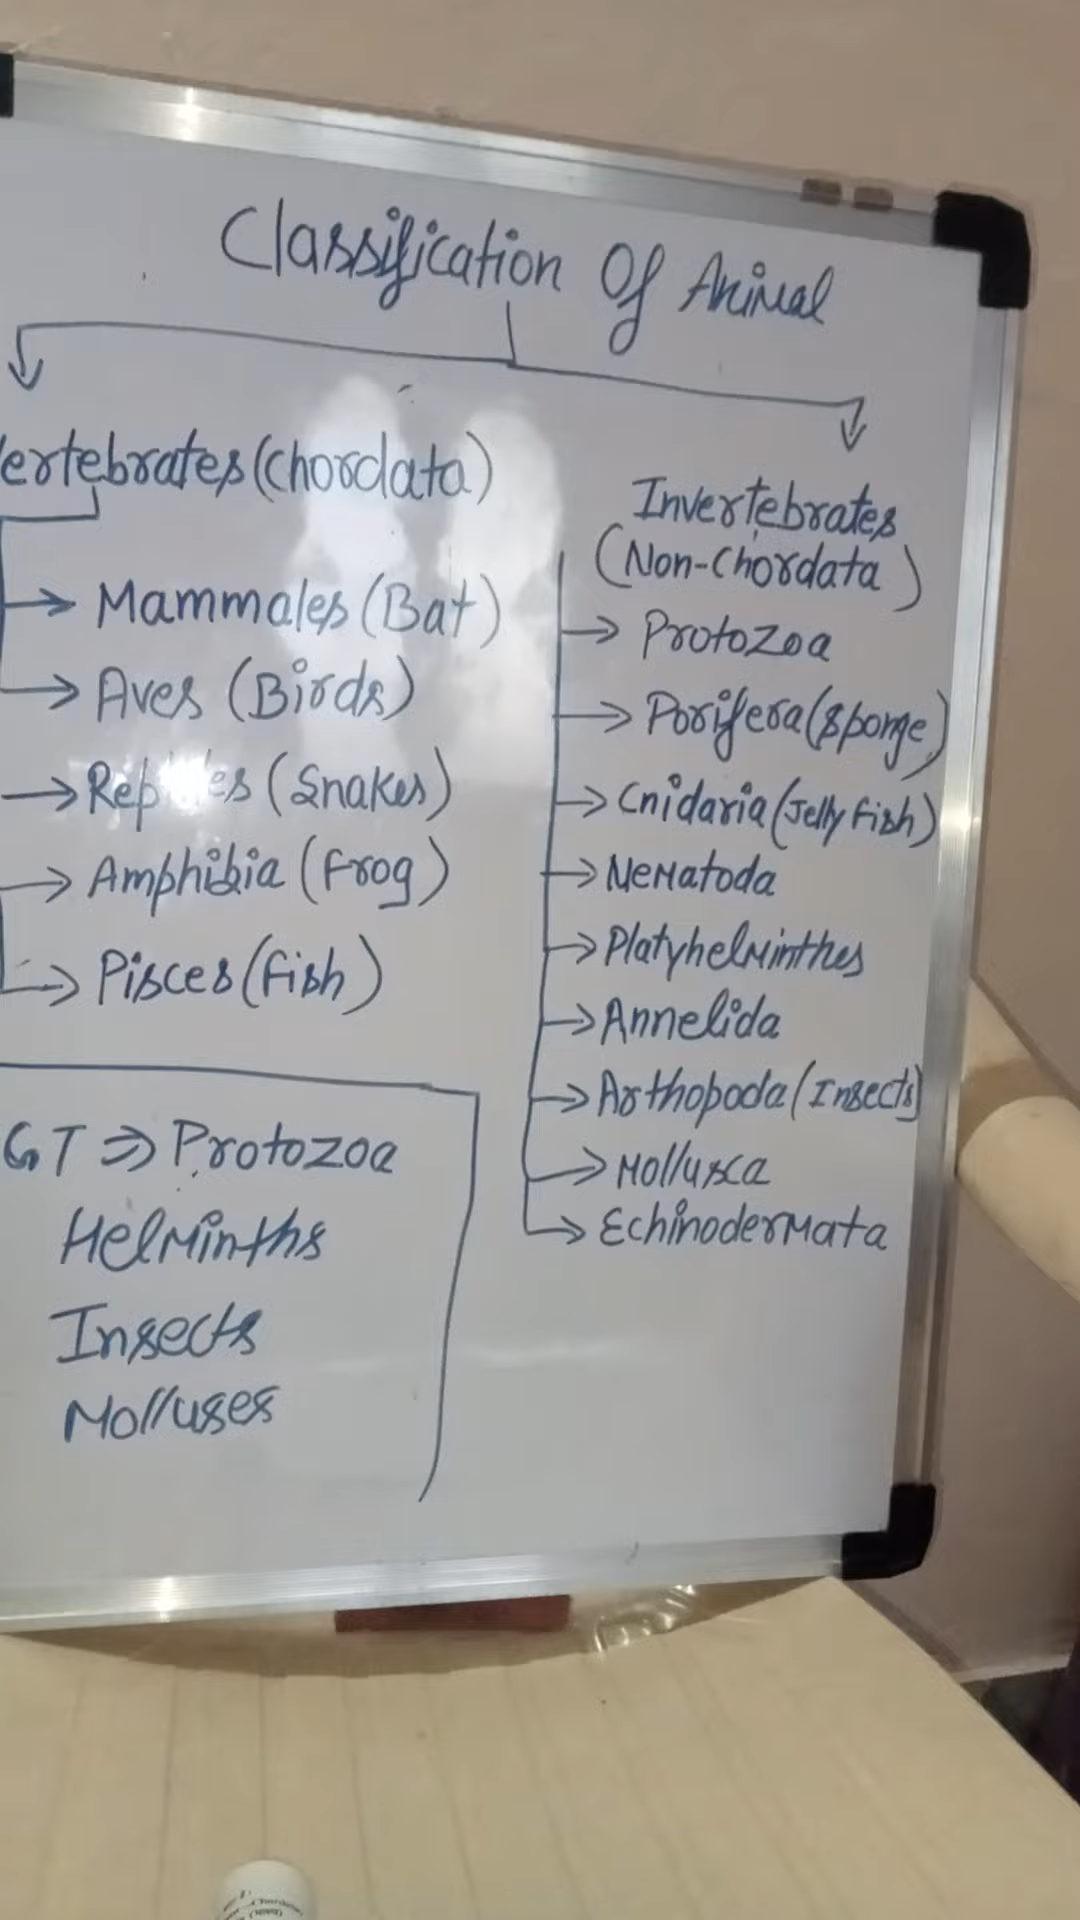 Classification Of Animal
ertebrates (Chordata)
Invertebrates
(Non-Chordata)
Mammales (Bat)
Aves (Birds)
(Snakes)
Amphibia (Frog)
Pisces (Fish)
Protozoa
Porifera (Sponge)
Cnidaria (Jelly Fish)
Nematoda
Platyhelminthes
Annelida
Arthopoda (Insects)
Mollusca
Echinodermata
GT ⇒ Protozoa
Helminths
Insects
Molluses